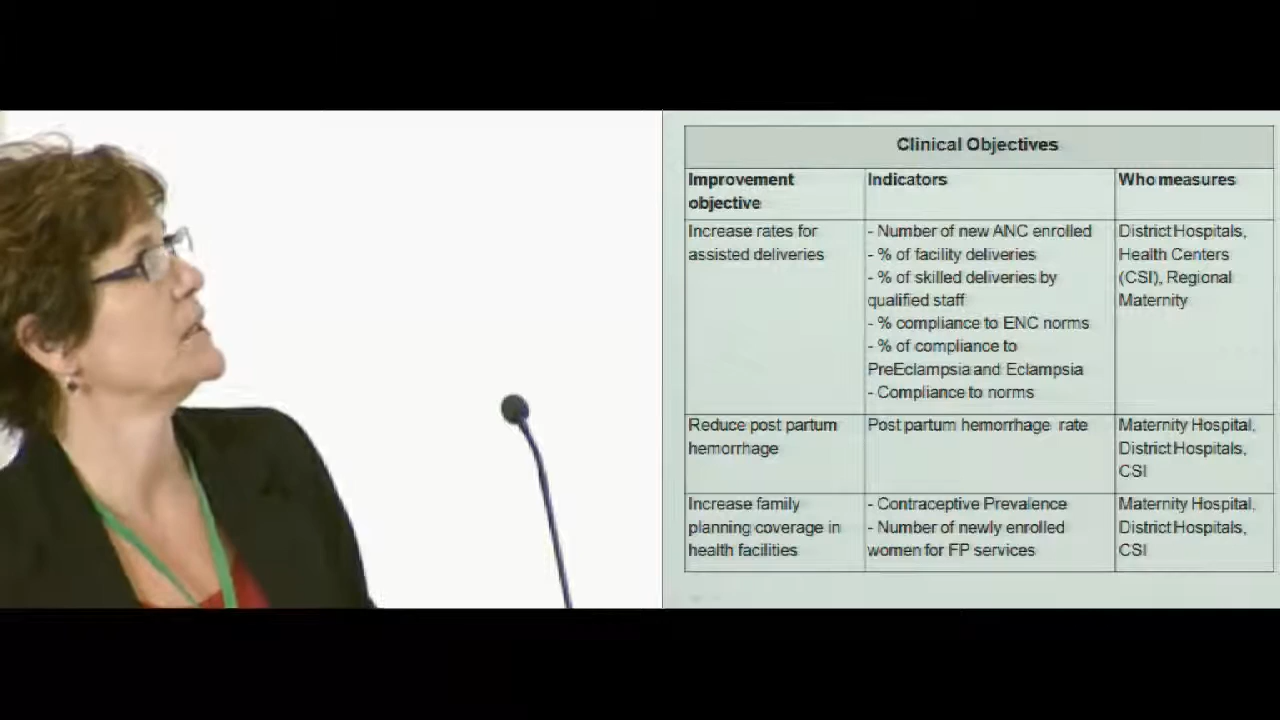 Clinical Objectives
Improvement objective
Indicators
Who measures
Increase rates for
assisted deliveries
- Number of new ANC enrolled
- % of facility deliveries
- % of skilled deliveries by
qualified staff
- % compliance to ENC norms
- % of compliance to
PreEclampsia and Eclampsia
- Compliance to norms
District Hospitals,
Health Centers
(CSI), Regional
Maternity
Reduce post partum
hemorrhage
Post partum hemorrhage rate
Maternity Hospital,
District Hospitals,
CSI
Increase family
planning coverage in
health facilities
- Contraceptive Prevalence
- Number of newly enrolled
women for FP services
Maternity Hospital,
District Hospitals,
CSI